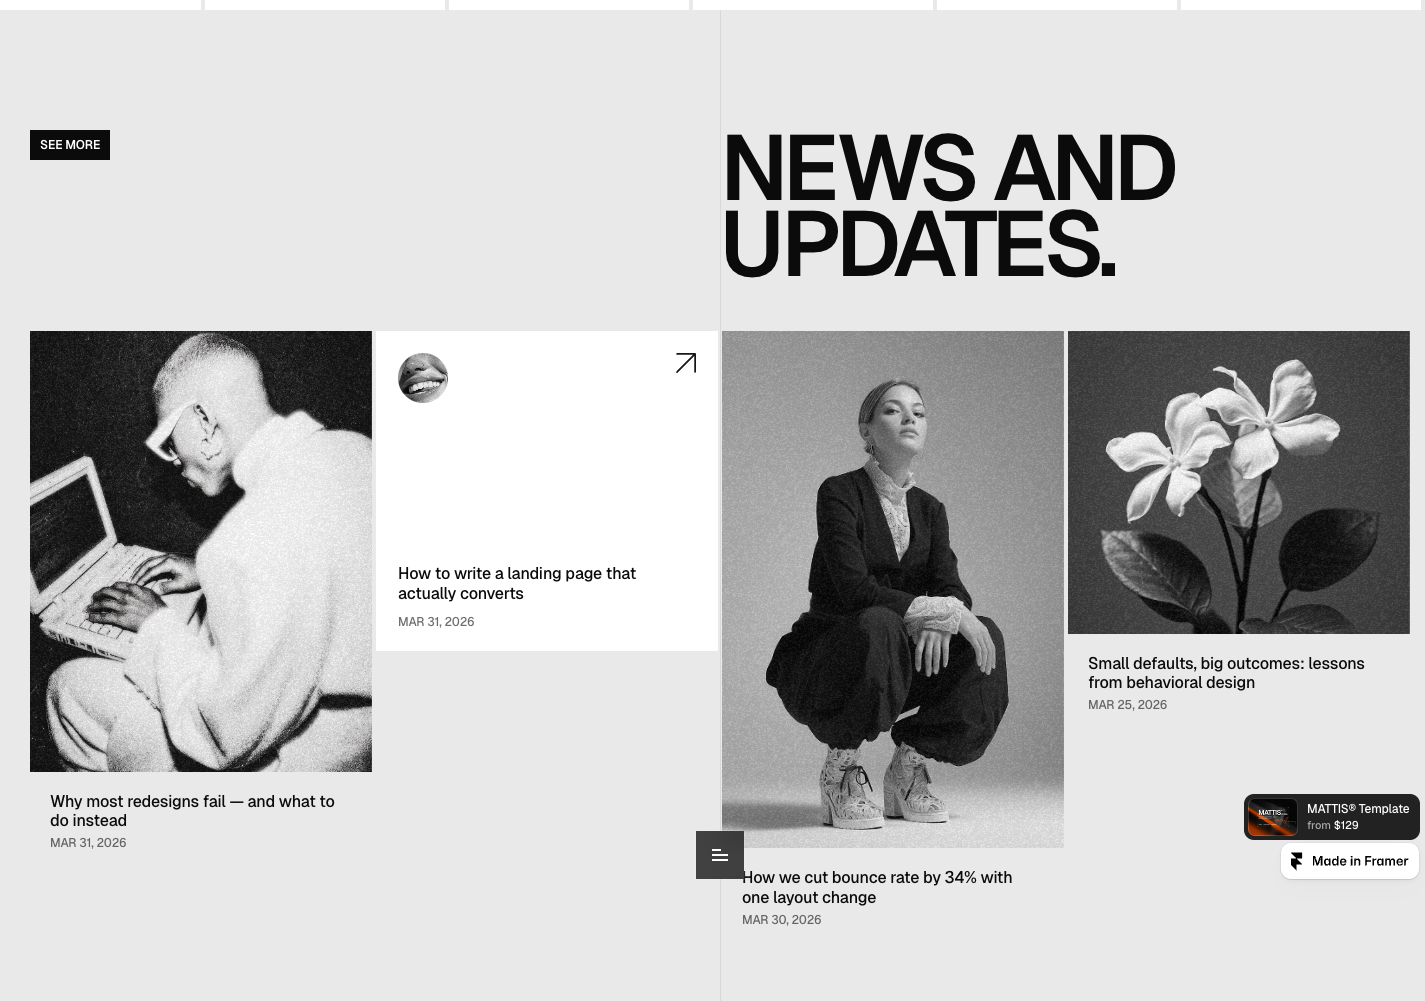 SEE MORE
NEWS AND
UPDATES.
Why most redesigns fail — and what to
do instead
MAR 31, 2026
How to write a landing page that
actually converts
MAR 31, 2026
How we cut bounce rate by 34% with
one layout change
MAR 30, 2026
Small defaults, big outcomes: lessons
from behavioral design
MAR 25, 2026
MATTIS
MATTIS® Template
from $129
Made in Framer